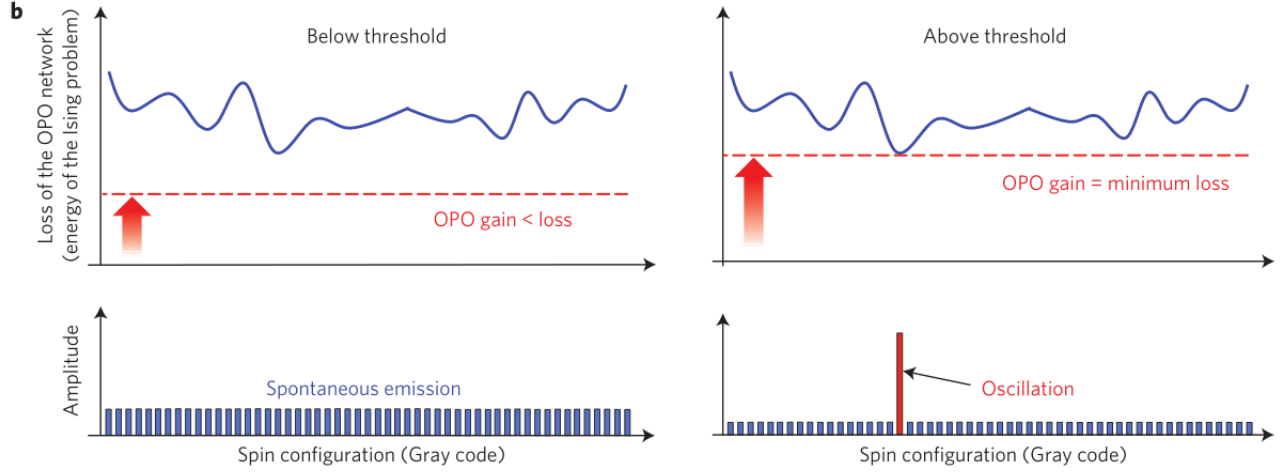 b
Loss of the OPO network
(energy of the Ising problem)
Below threshold
OPO gain < loss
Above threshold
OPO gain = minimum loss
Amplitude
Spontaneous emission
Spin configuration (Gray code)
Oscillation
Spin configuration (Gray code)